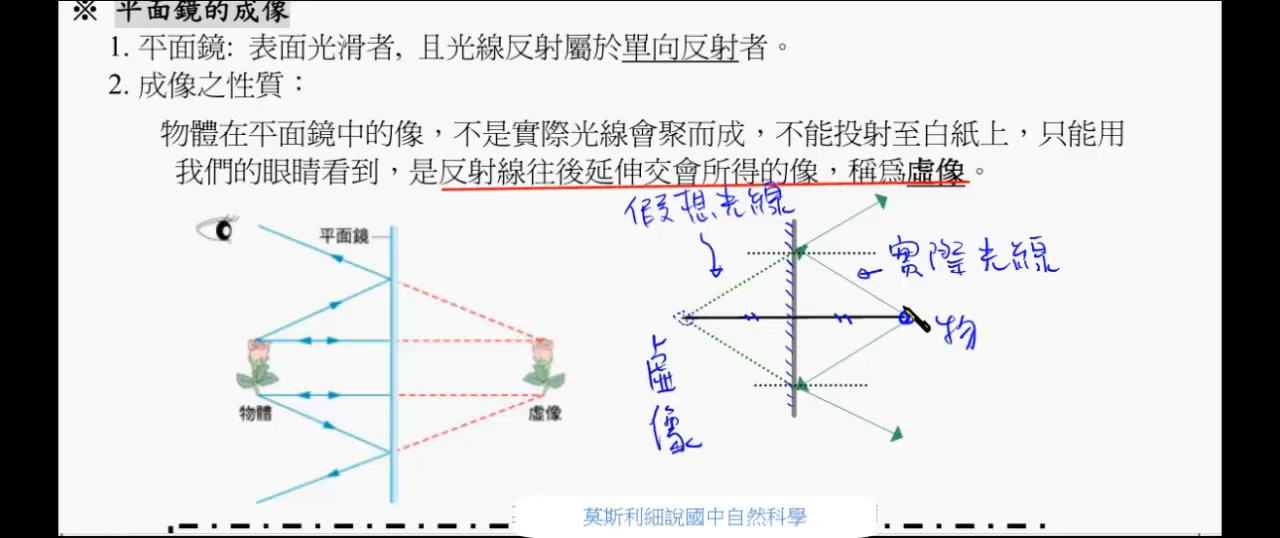 ※ 平面鏡的成像
1. 平面鏡: 表面光滑者, 且光線反射屬於單向反射者。
2. 成像之性質：
物體在平面鏡中的像，不是實際光線會聚而成，不能投射至白紙上，只能用
我們的眼睛看到，是反射線往後延伸交會所得的像，稱為虛像。
平面鏡
物體
虛像
假想光線
實際光線
物
虛像
莫斯利細說國中自然科學